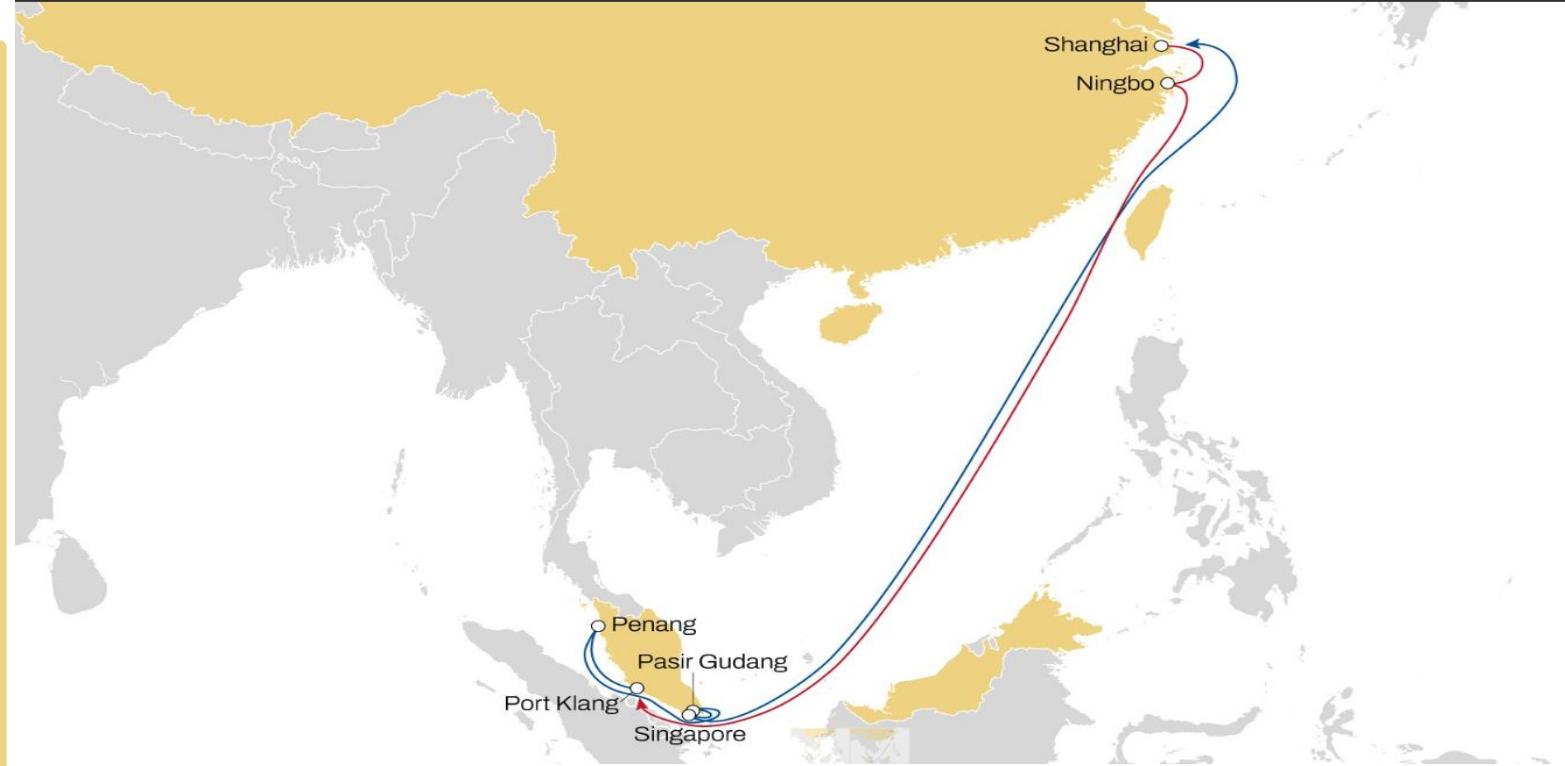 Shanghai
Ningbo
Penang
Pasir Gudang
Port Klang
Singapore